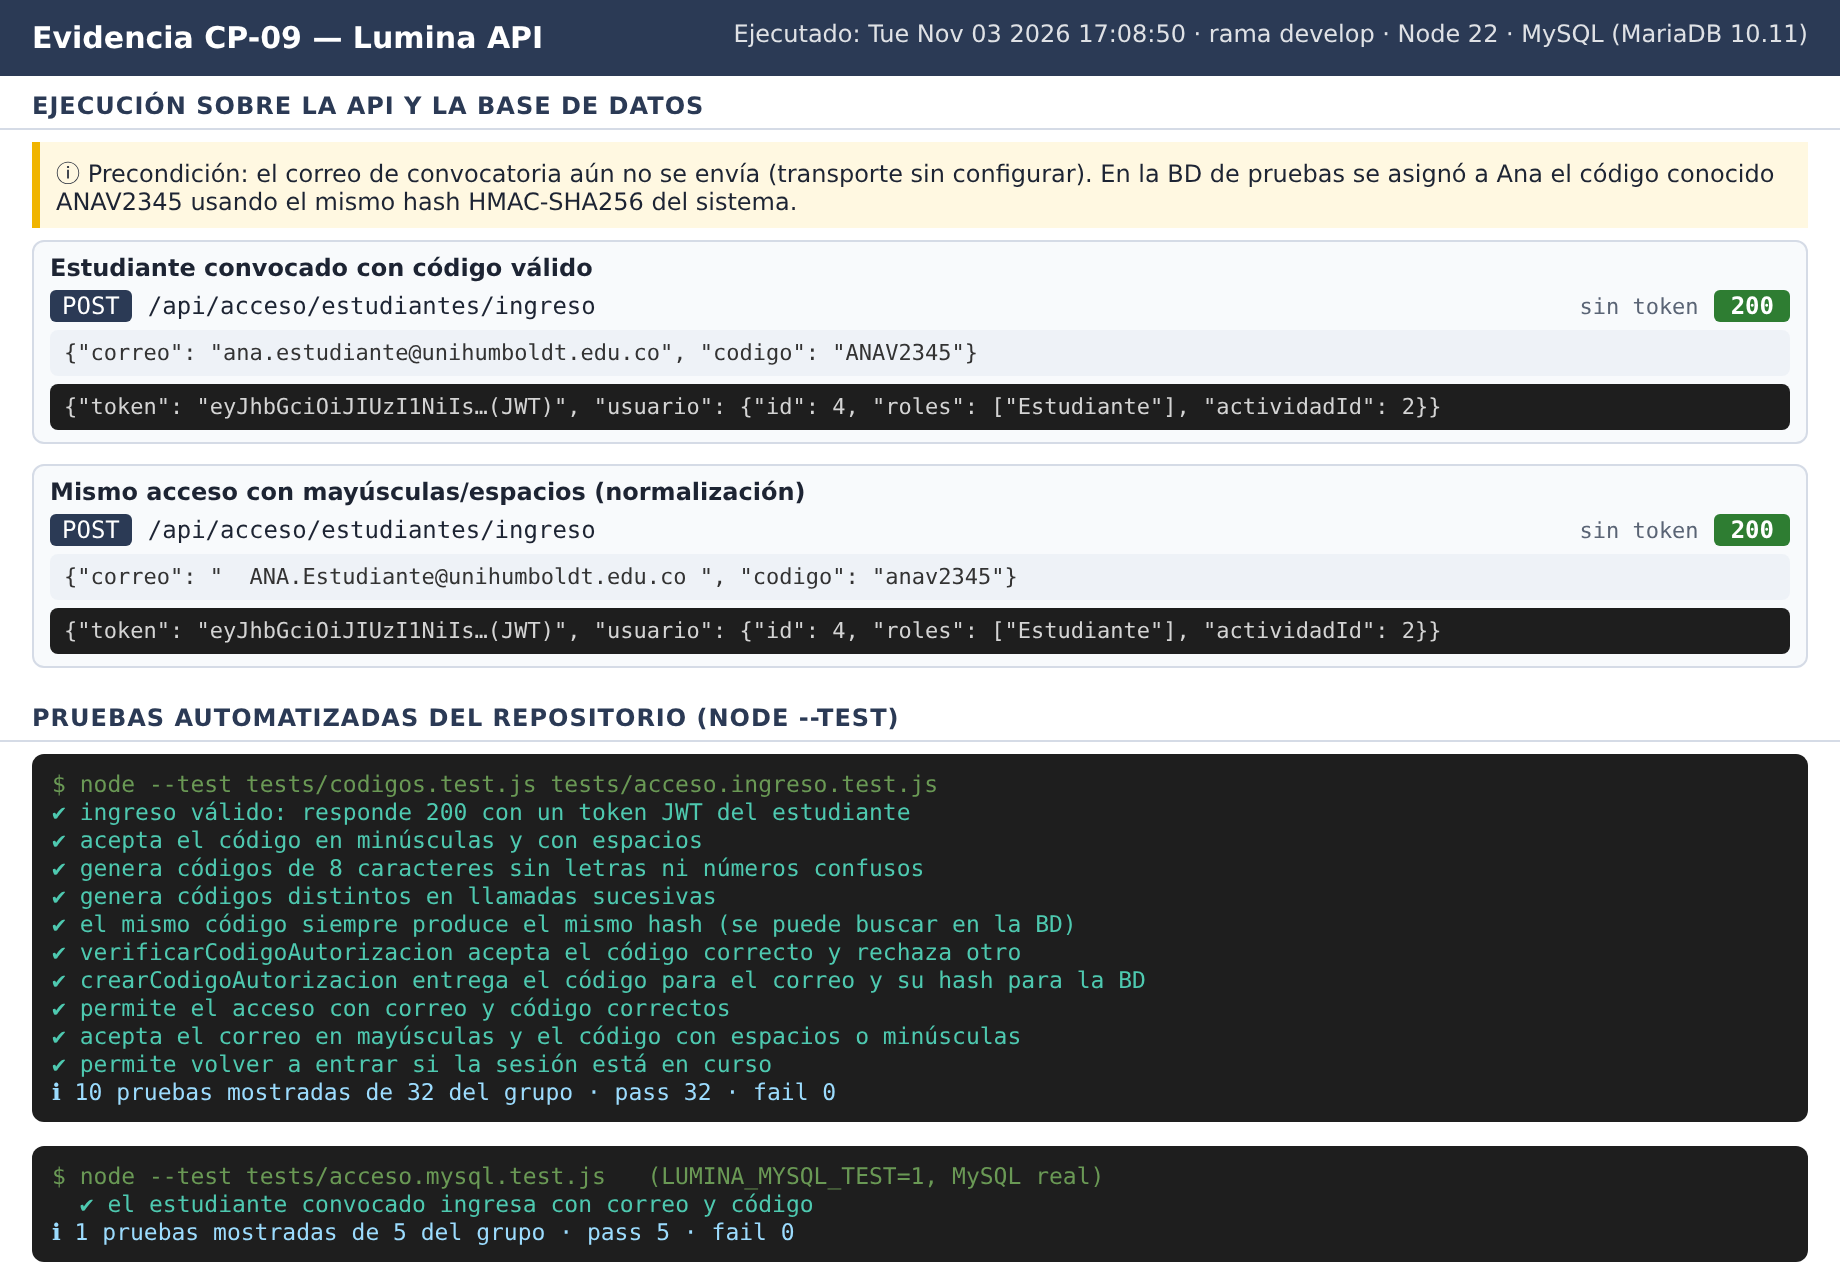 Evidencia CP-09 — Lumina API
Ejecutado: Tue Nov 03 2026 17:08:50 · rama develop · Node 22 · MySQL (MariaDB 10.11)
EJECUCIÓN SOBRE LA API Y LA BASE DE DATOS
ⓘ Precondición: el correo de convocatoria aún no se envía (transporte sin configurar). En la BD de pruebas se asignó a Ana el código conocido
ANAV2345 usando el mismo hash HMAC-SHA256 del sistema.
Estudiante convocado con código válido
POST /api/acceso/estudiantes/ingreso sin token 200
{"correo": "ana.estudiante@unihumboldt.edu.co", "codigo": "ANAV2345"}
{"token": "eyJhbGciOiJIUzI1NiIs…(JWT)", "usuario": {"id": 4, "roles": ["Estudiante"], "actividadId": 2}}
Mismo acceso con mayúsculas/espacios (normalización)
POST /api/acceso/estudiantes/ingreso sin token 200
{"correo": "  ANA.Estudiante@unihumboldt.edu.co ", "codigo": "anav2345"}
{"token": "eyJhbGciOiJIUzI1NiIs…(JWT)", "usuario": {"id": 4, "roles": ["Estudiante"], "actividadId": 2}}
PRUEBAS AUTOMATIZADAS DEL REPOSITORIO (NODE --TEST)
$ node --test tests/codigos.test.js tests/acceso.ingreso.test.js
✔ ingreso válido: responde 200 con un token JWT del estudiante
✔ acepta el código en minúsculas y con espacios
✔ genera códigos de 8 caracteres sin letras ni números confusos
✔ genera códigos distintos en llamadas sucesivas
✔ el mismo código siempre produce el mismo hash (se puede buscar en la BD)
✔ verificarCodigoAutorizacion acepta el código correcto y rechaza otro
✔ crearCodigoAutorizacion entrega el código para el correo y su hash para la BD
✔ permite el acceso con correo y código correctos
✔ acepta el correo en mayúsculas y el código con espacios o minúsculas
✔ permite volver a entrar si la sesión está en curso
ℹ 10 pruebas mostradas de 32 del grupo · pass 32 · fail 0
$ node --test tests/acceso.mysql.test.js   (LUMINA_MYSQL_TEST=1, MySQL real)
✔ el estudiante convocado ingresa con correo y código
ℹ 1 pruebas mostradas de 5 del grupo · pass 5 · fail 0